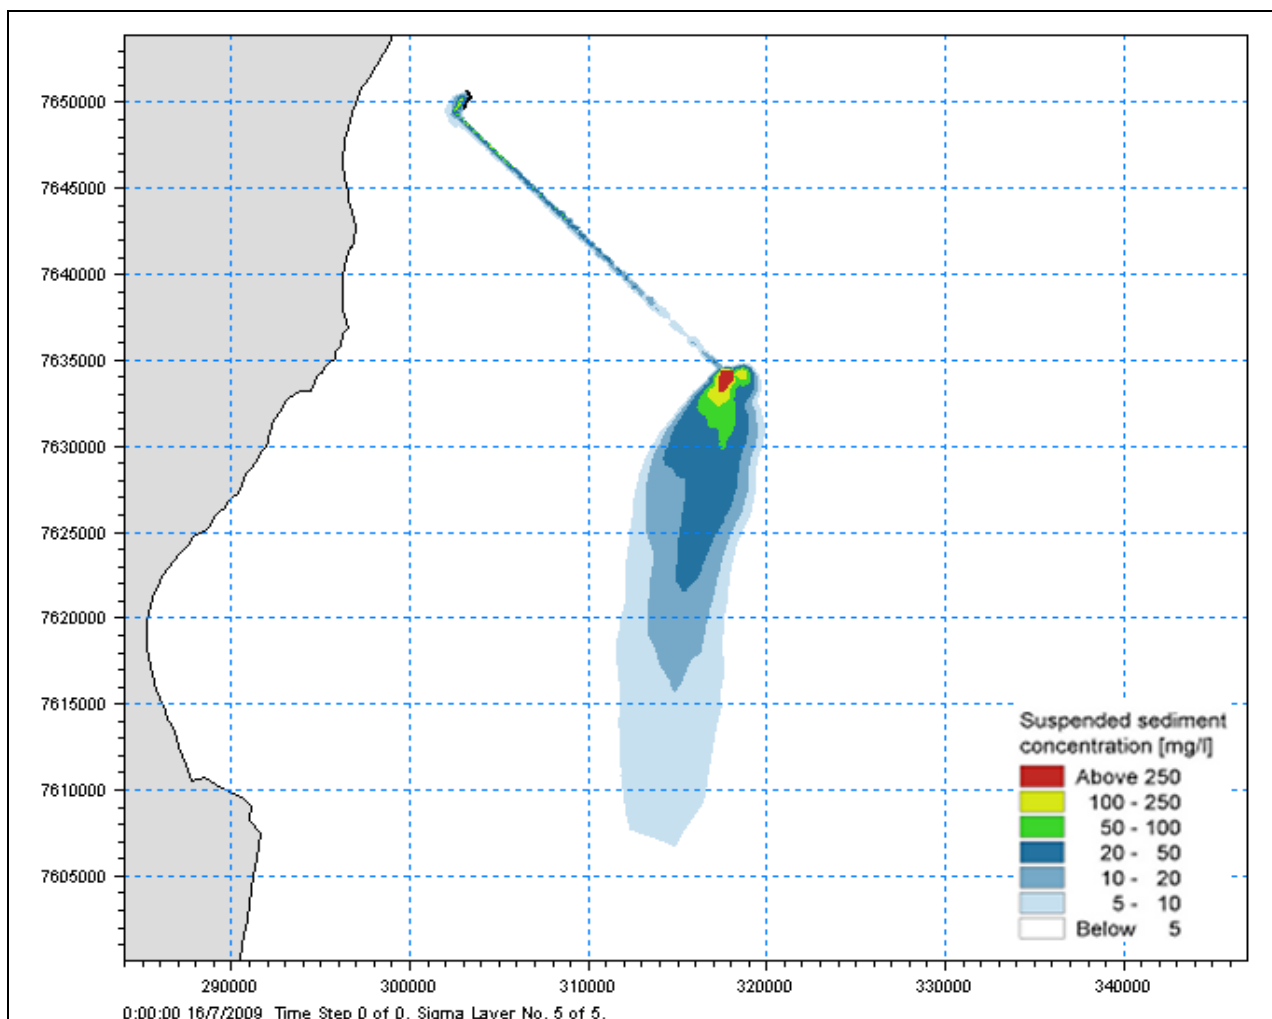 7650000
7645000
7640000
7635000
7630000
7625000
7620000
7615000
7610000
7605000
Suspended sediment
concentration [mg/l]
Above 250
100 - 250
50 - 100
20 - 50
10 - 20
5 - 10
Below 5
290000 300000 310000 320000 330000 340000
0:00:00 16/7/2009 Time Step 0 of 0. Sigma Layer No. 5 of 5.